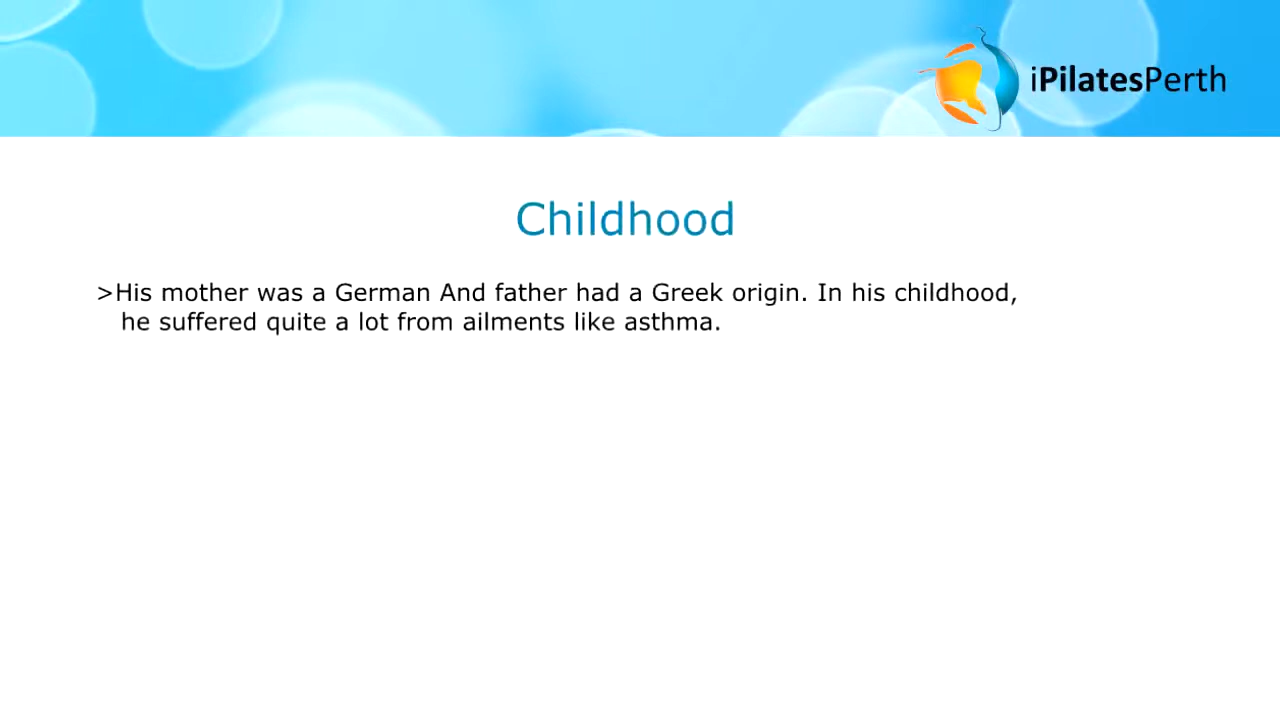 iPilatesPerth
Childhood
>His mother was a German And father had a Greek origin. In his childhood,
he suffered quite a lot from ailments like asthma.